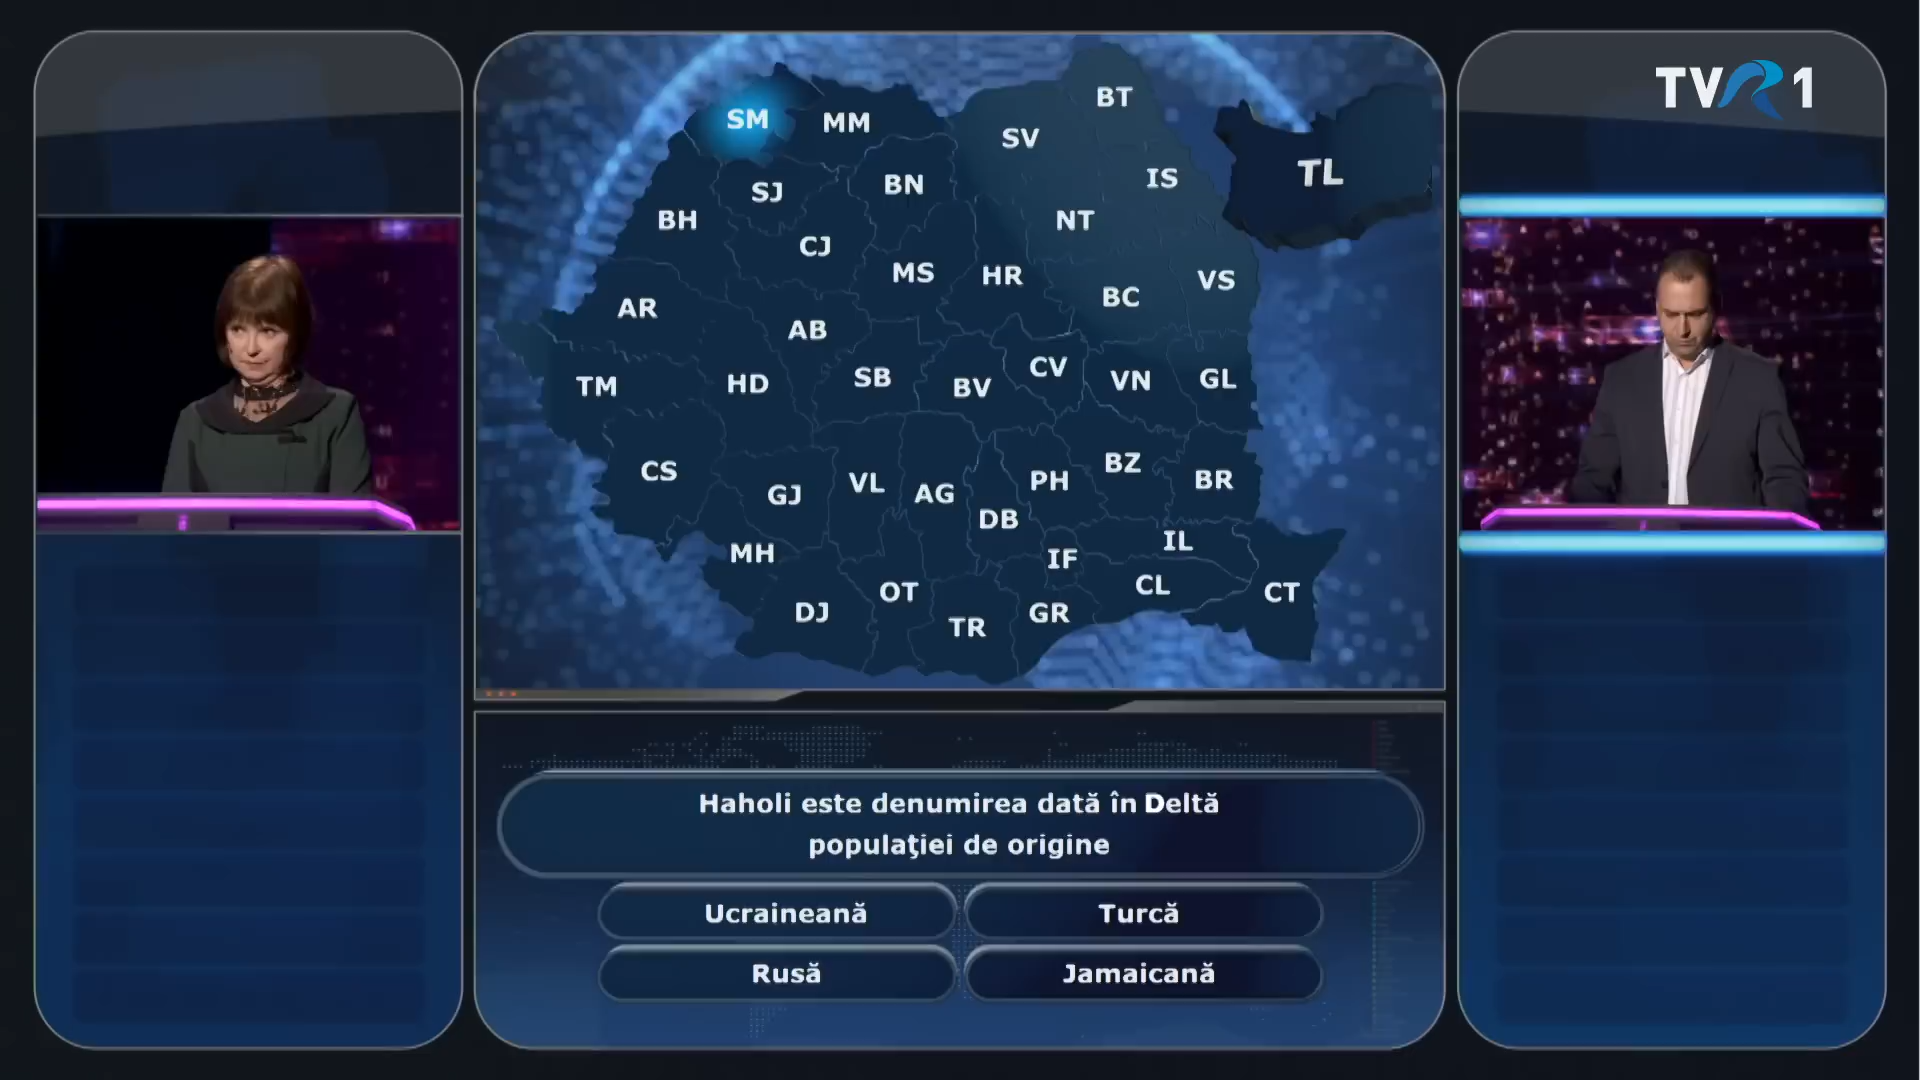 TVR1
BT
SM
MM
SV
TL
IS
BN
SJ
BH
NT
CJ
MS
HR
VS
BC
AR
AB
CV
SB
VN
GL
TM
HD
BV
BZ
CS
VL
PH
BR
GJ
AG
DB
IL
MH
IF
CL
OT
CT
DJ
GR
TR
Haholi este denumirea dată în Deltă
populaţiei de origine
Ucraineană
Turcă
Rusă
Jamaicană